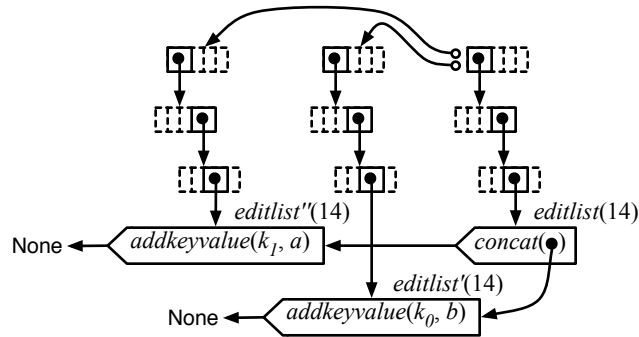 editlist''(14)
editlist(14)
None
addkeyvalue(k₁, a)
concat( )
editlist'(14)
None
addkeyvalue(k₀, b)